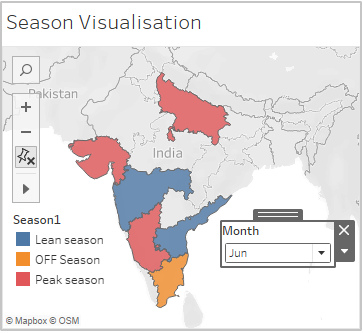 Season Visualisation
Pakistan
India
Season1
Lean season
OFF Season
Peak season
Month
Jun
© Mapbox © OSM